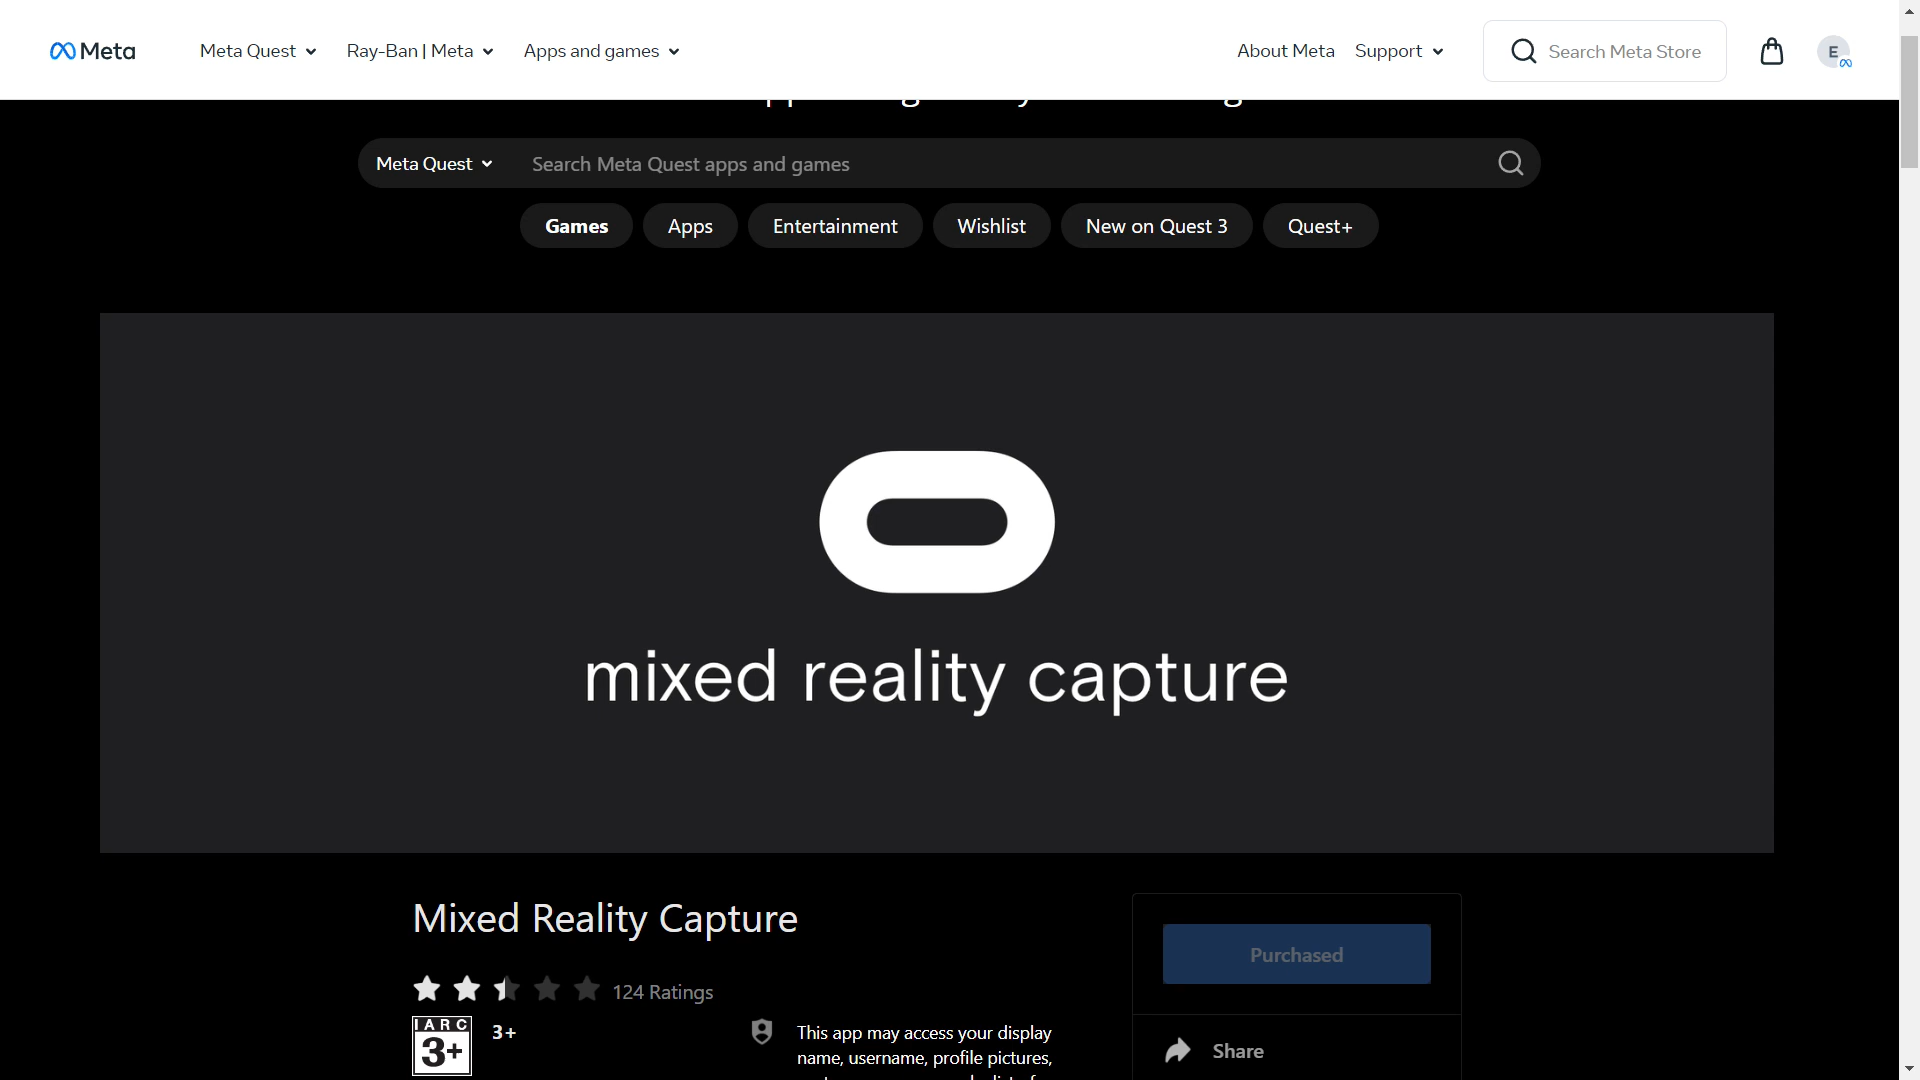 Meta
Meta Quest
Ray-Ban | Meta
Apps and games
About Meta
Support
Search Meta Store
E
Meta Quest
Search Meta Quest apps and games
Games
Apps
Entertainment
Wishlist
New on Quest 3
Quest+
mixed reality capture
Mixed Reality Capture
124 Ratings
Purchased
IARC
3+
3+
This app may access your display
name, username, profile pictures,
Share